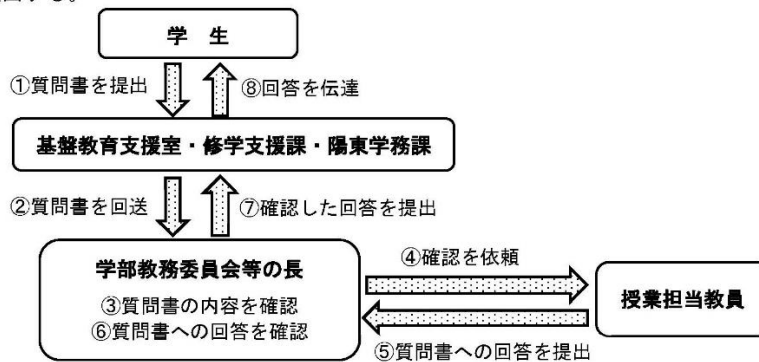 学 生
①質問書を提出
⑧回答を伝達
基盤教育支援室・修学支援課・陽東学務課
②質問書を回送
⑦確認した回答を提出
学部教務委員会等の長
③質問書の内容を確認
⑥質問書への回答を確認
④確認を依頼
授業担当教員
⑤質問書への回答を提出